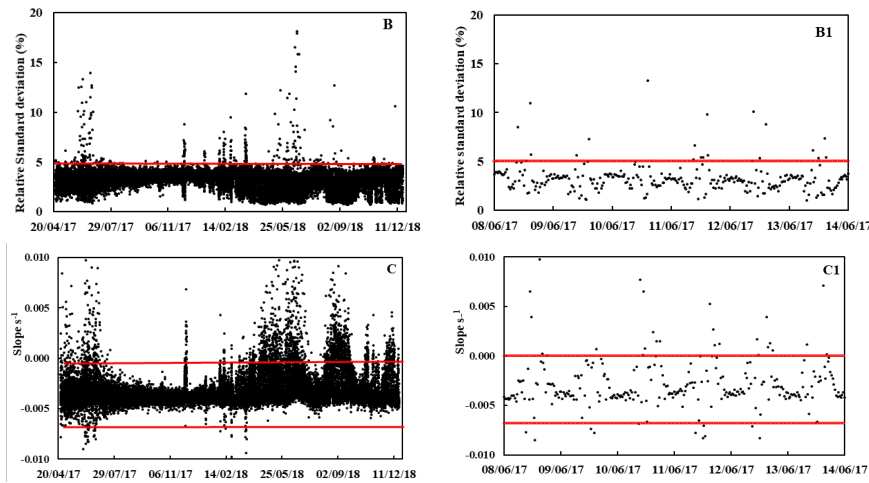 B
Relative Standard deviation (%)
20
15
10
5
0
20/04/17 29/07/17 06/11/17 14/02/18 25/05/18 02/09/18 11/12/18
B1
Relative standard deviation (%)
20
15
10
5
0
08/06/17 09/06/17 10/06/17 11/06/17 12/06/17 13/06/17 14/06/17
C
Slope s-1
0.010
0.005
0.000
-0.005
-0.010
20/04/17 29/07/17 06/11/17 14/02/18 25/05/18 02/09/18 11/12/18
C1
Slope s-1
0.010
0.005
0.000
-0.005
-0.010
08/06/17 09/06/17 10/06/17 11/06/17 12/06/17 13/06/17 14/06/17